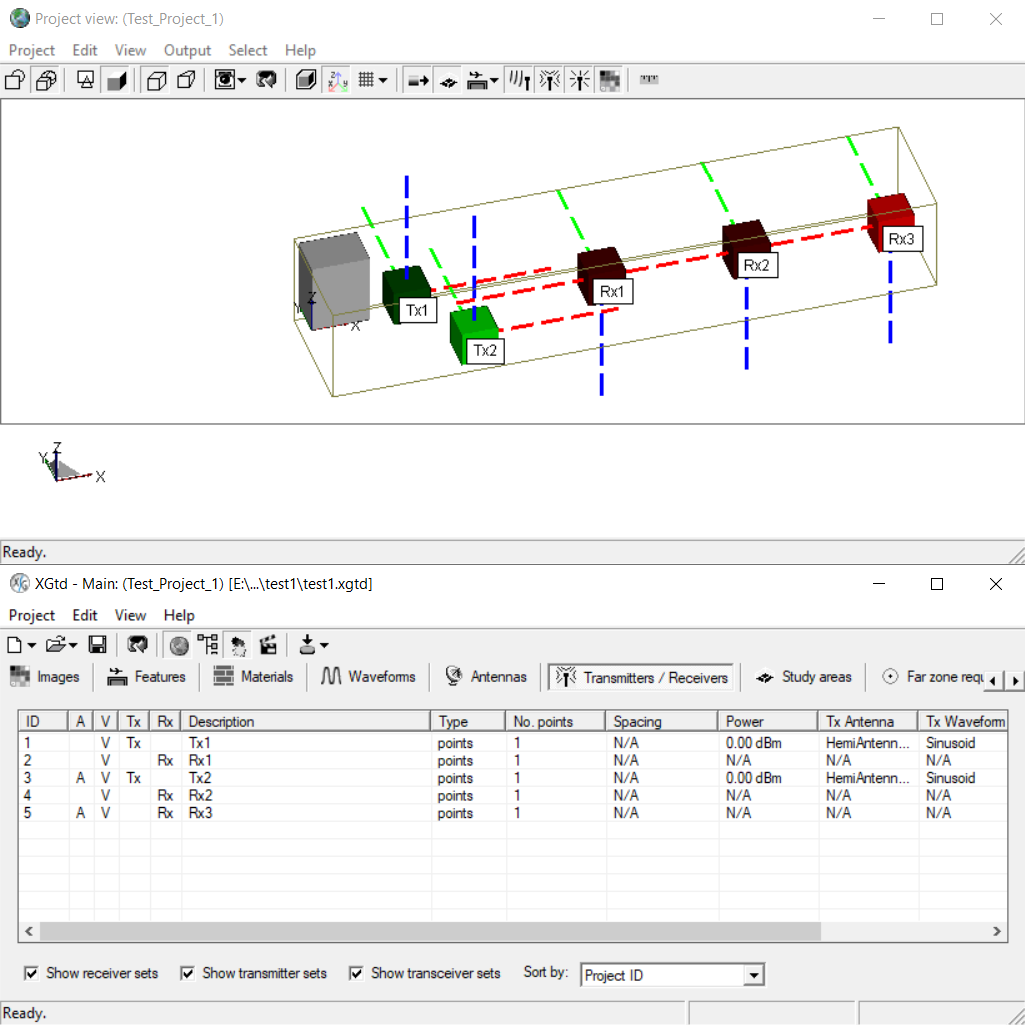 Project view: (Test_Project_1)
Project Edit View Output Select Help
Tx1
Tx2
Rx1
Rx2
Rx3
Z
Y
X
Z
Y
X
Ready.
XGtd - Main: (Test_Project_1) [E:\...\test1\test1.xgtd]
Project Edit View Help
Images Features Materials Waveforms Antennas Transmitters / Receivers Study areas Far zone requ
ID A V Tx Rx Description Type No. points Spacing Power Tx Antenna Tx Waveform
1 V Tx Tx1 points 1 N/A 0.00 dBm HemiAntenn... Sinusoid
2 V Rx Rx1 points 1 N/A N/A N/A N/A
3 A V Tx Tx2 points 1 N/A 0.00 dBm HemiAntenn... Sinusoid
4 V Rx Rx2 points 1 N/A N/A N/A N/A
5 A V Rx Rx3 points 1 N/A N/A N/A N/A
Show receiver sets Show transmitter sets Show transceiver sets Sort by: Project ID
Ready.